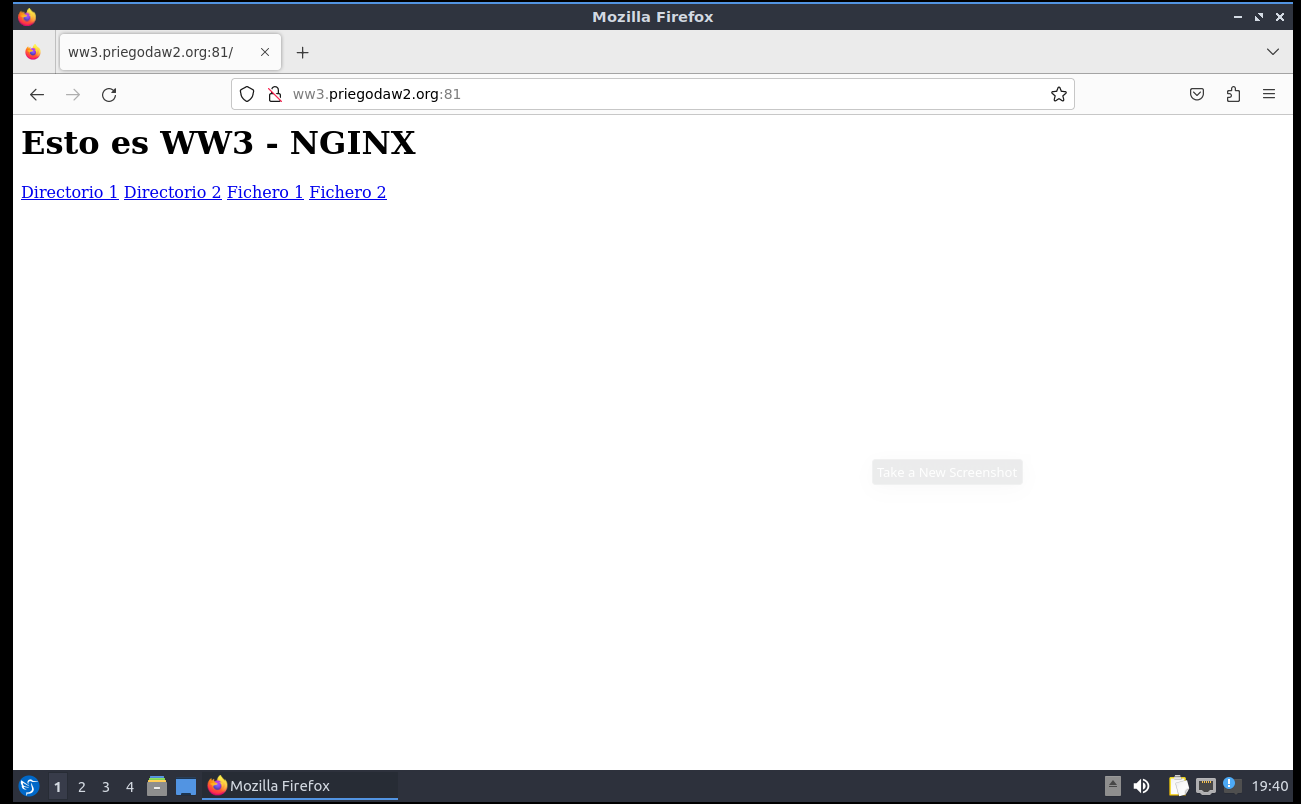 Mozilla Firefox
ww3.priegodaw2.org:81/
ww3.priegodaw2.org:81
Esto es WW3 - NGINX
Directorio 1 Directorio 2 Fichero 1 Fichero 2
Take a New Screenshot
1 2 3 4 Mozilla Firefox 19:40